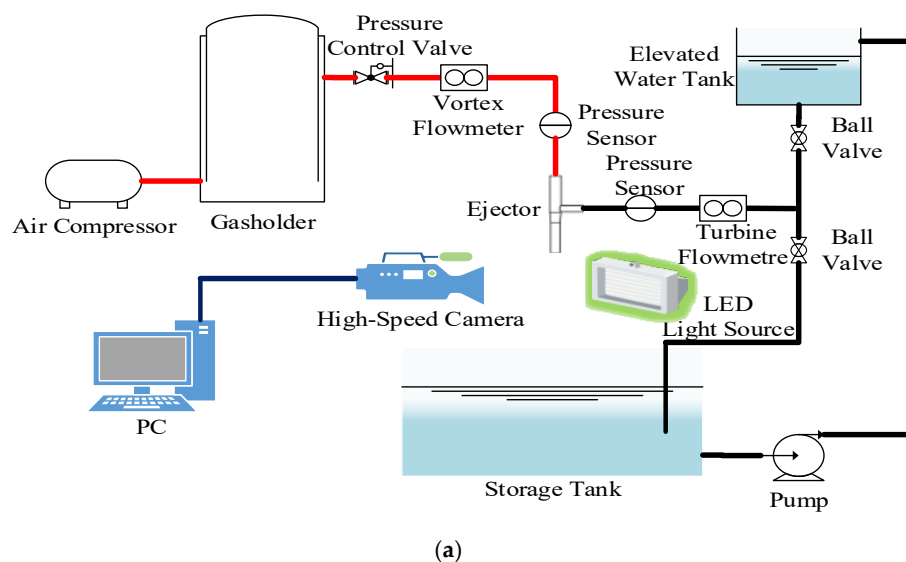 Pressure
Control Valve
Elevated
Water Tank
Vortex
Flowmeter
Pressure
Sensor
Ball
Valve
Pressure
Sensor
Air Compressor
Gasholder
Ejector
Turbine
Flowmetre
Ball
Valve
High-Speed Camera
LED
Light Source
PC
Storage Tank
Pump
(a)